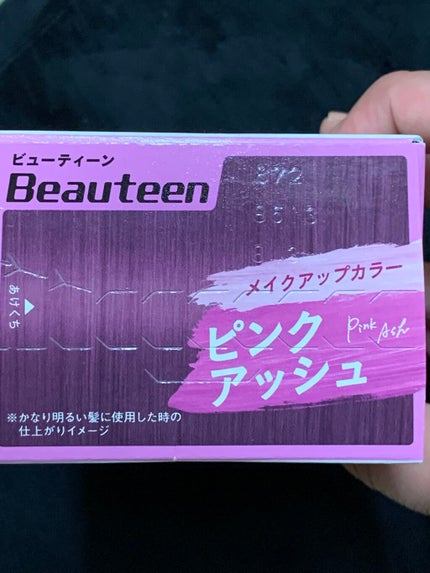 ビューティーン
Beauteen
あけくち
メイクアップカラー
ピンク
アッシュ
Pink Ash
※かなり明るい髪に使用した時の
仕上がりイメージ